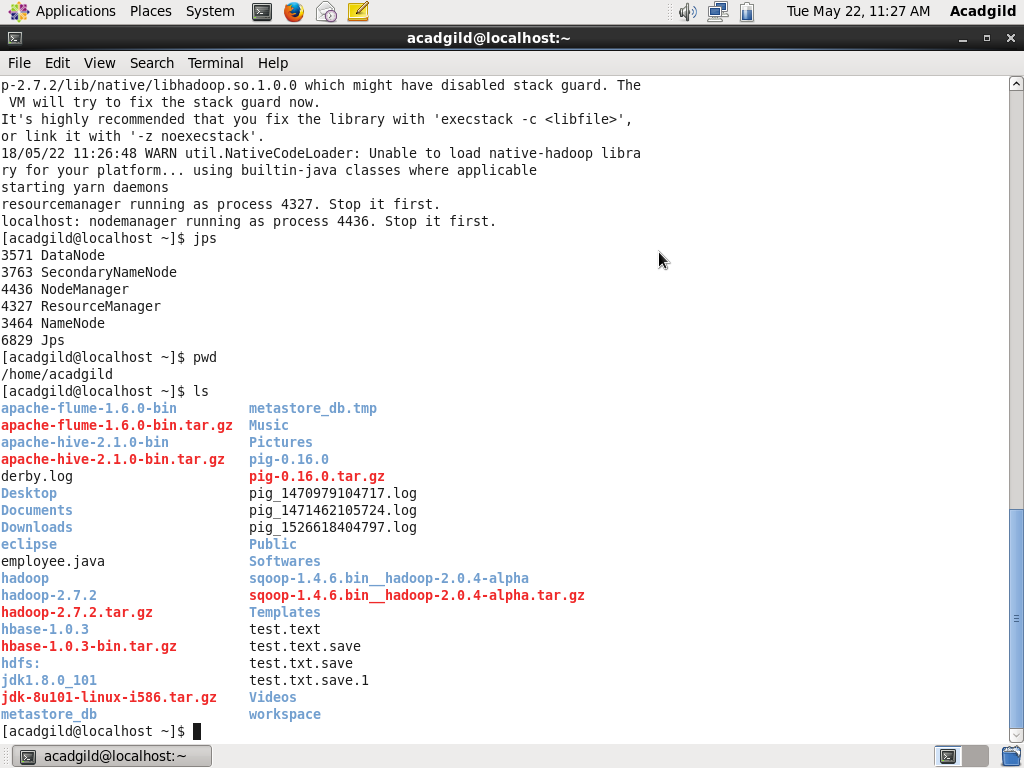 Applications Places System Tue May 22, 11:27 AM Acadgild
acadgild@localhost:~
File Edit View Search Terminal Help
p-2.7.2/lib/native/libhadoop.so.1.0.0 which might have disabled stack guard. The
 VM will try to fix the stack guard now.
It's highly recommended that you fix the library with 'execstack -c <libfile>',
or link it with '-z noexecstack'.
18/05/22 11:26:48 WARN util.NativeCodeLoader: Unable to load native-hadoop libra
ry for your platform... using builtin-java classes where applicable
starting yarn daemons
resourcemanager running as process 4327. Stop it first.
localhost: nodemanager running as process 4436. Stop it first.
[acadgild@localhost ~]$ jps
3571 DataNode
3763 SecondaryNameNode
4436 NodeManager
4327 ResourceManager
3464 NameNode
6829 Jps
[acadgild@localhost ~]$ pwd
/home/acadgild
[acadgild@localhost ~]$ ls
apache-flume-1.6.0-bin metastore_db.tmp
apache-flume-1.6.0-bin.tar.gz Music
apache-hive-2.1.0-bin Pictures
apache-hive-2.1.0-bin.tar.gz pig-0.16.0
derby.log pig-0.16.0.tar.gz
Desktop pig_1470979104717.log
Documents pig_1471462105724.log
Downloads pig_1526618404797.log
eclipse Public
employee.java Softwares
hadoop sqoop-1.4.6.bin__hadoop-2.0.4-alpha
hadoop-2.7.2 sqoop-1.4.6.bin__hadoop-2.0.4-alpha.tar.gz
hadoop-2.7.2.tar.gz Templates
hbase-1.0.3 test.text
hbase-1.0.3-bin.tar.gz test.text.save
hdfs: test.txt.save
jdk1.8.0_101 test.txt.save.1
jdk-8u101-linux-i586.tar.gz Videos
metastore_db workspace
[acadgild@localhost ~]$
acadgild@localhost:~